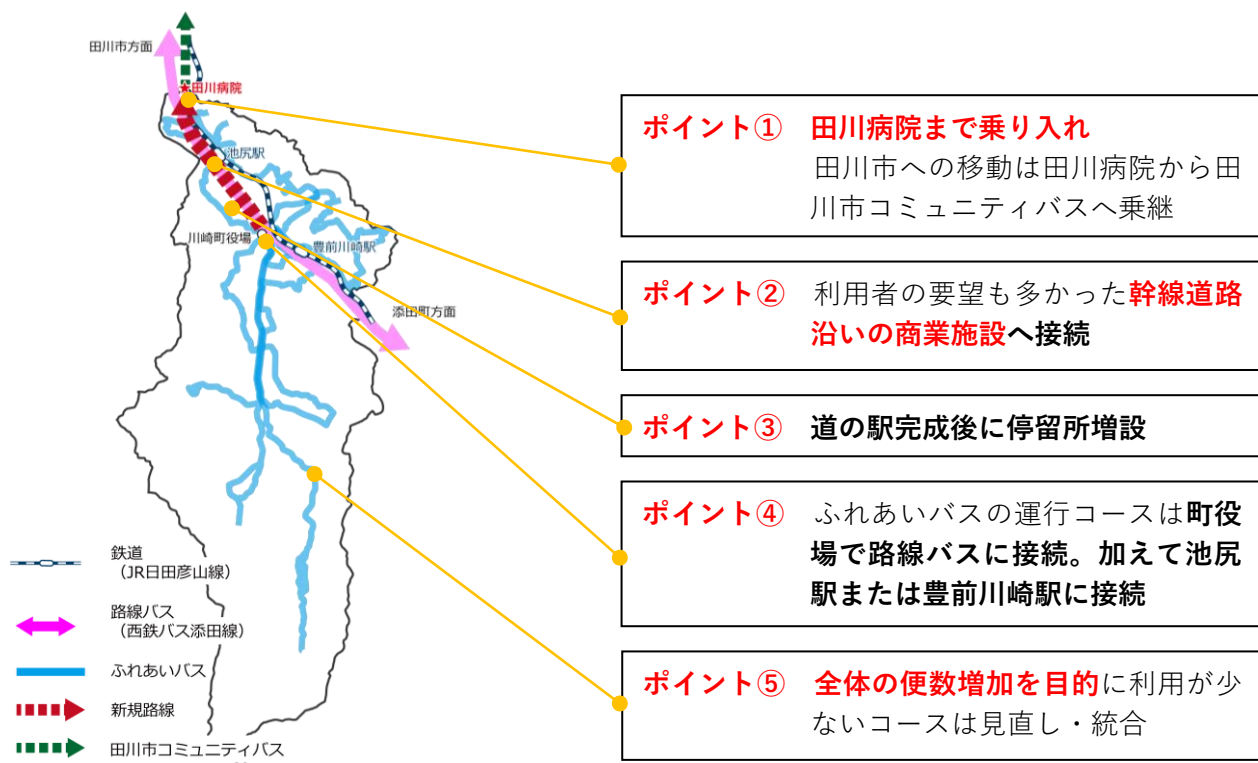 田川市方面
★田川病院
池尻駅
川崎町役場
豊前川崎駅
添田町方面
鉄道
（JR日田彦山線）
路線バス
（西鉄バス添田線）
ふれあいバス
新規路線
田川市コミュニティバス
ポイント① 田川病院まで乗り入れ
田川市への移動は田川病院から田
川市コミュニティバスへ乗継
ポイント② 利用者の要望も多かった幹線道路
沿いの商業施設へ接続
ポイント③ 道の駅完成後に停留所増設
ポイント④ ふれあいバスの運行コースは町役
場で路線バスに接続。加えて池尻
駅または豊前川崎駅に接続
ポイント⑤ 全体の便数増加を目的に利用が少
ないコースは見直し・統合